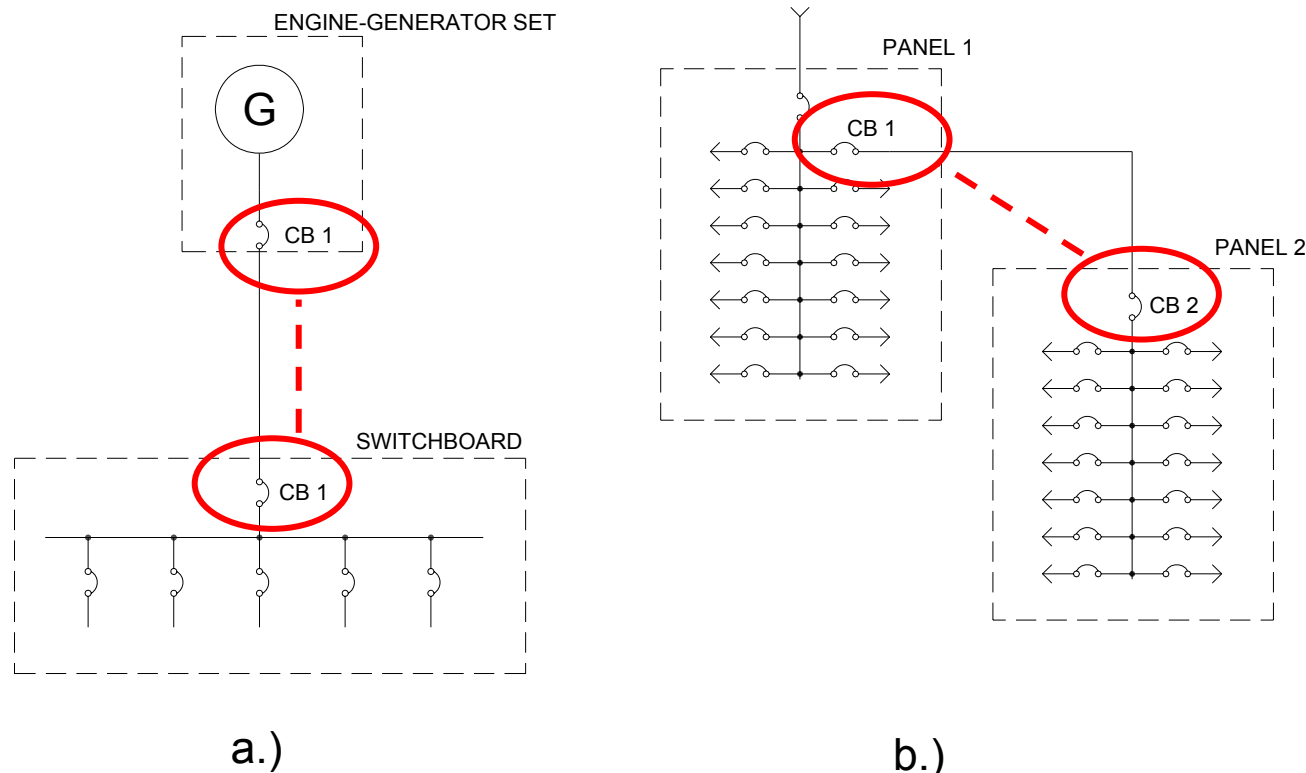 ENGINE-GENERATOR SET
G
CB 1
SWITCHBOARD
CB 1
a.)
PANEL 1
CB 1
PANEL 2
CB 2
b.)